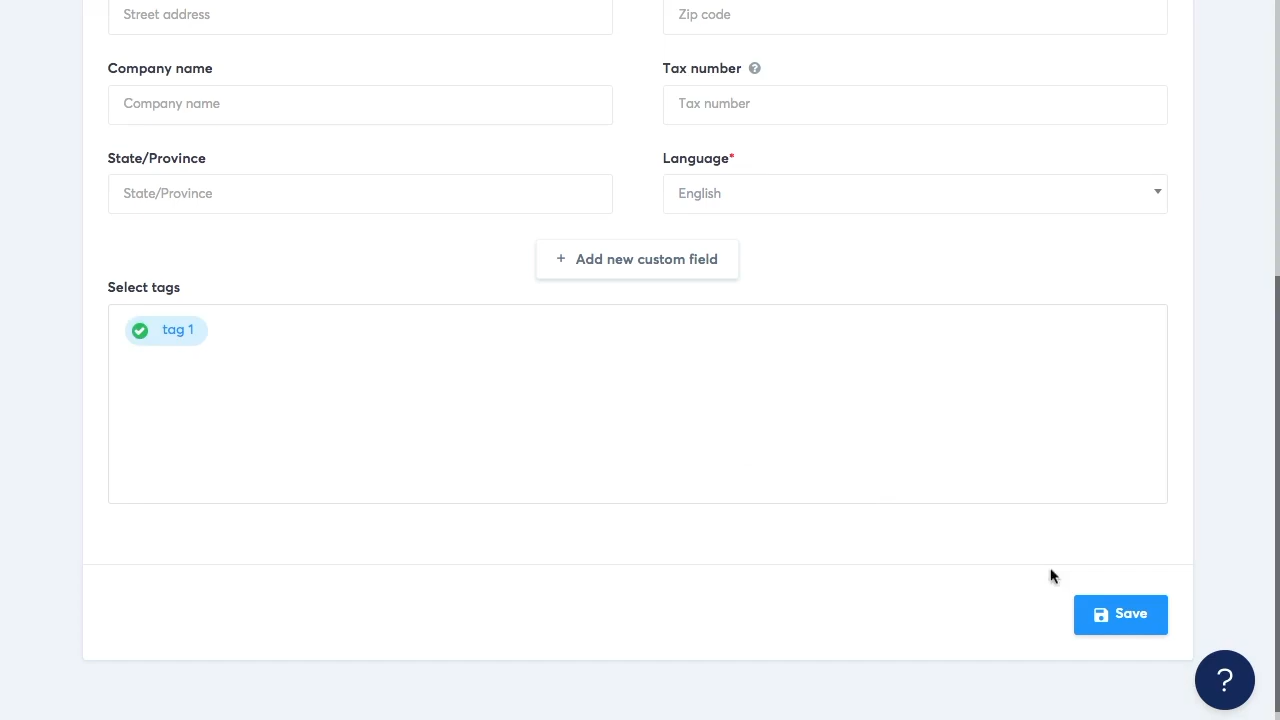 Street address
Zip code
Company name
Tax number ?
Company name
Tax number
State/Province
Language*
State/Province
English
+ Add new custom field
Select tags
tag 1
Save
?